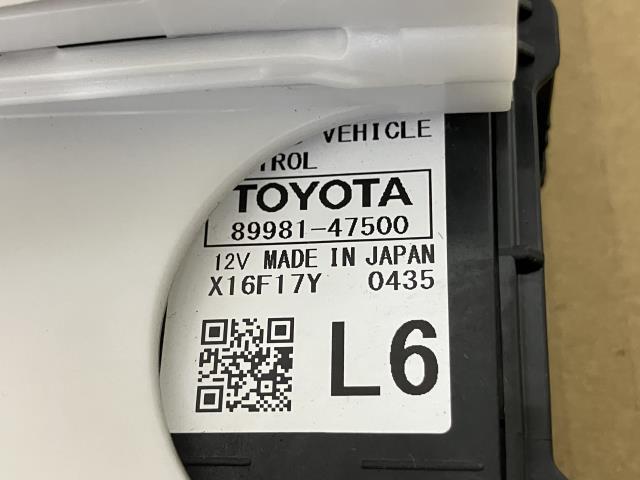 VEHICLE
TROL
TOYOTA
89981-47500
12V MADE IN JAPAN
X16F17Y 0435
L6